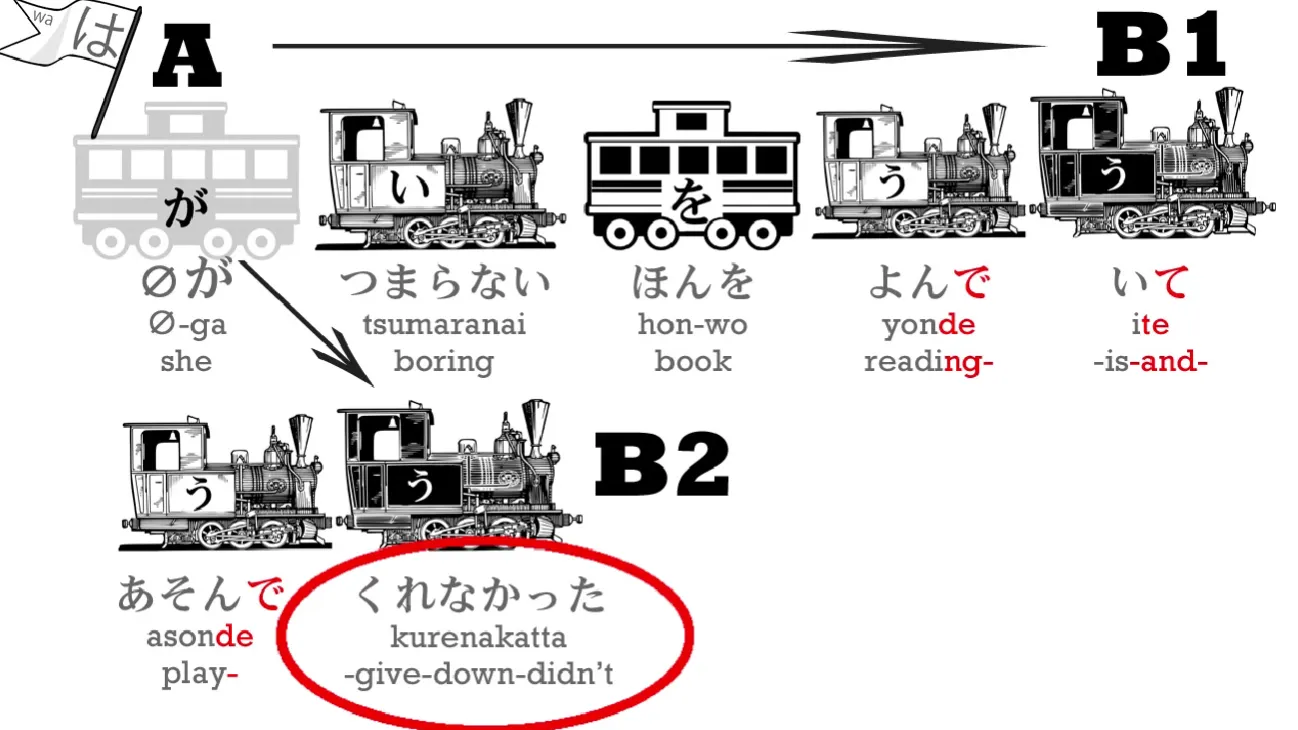 wa
は
A
B1
が
い
を
う
う
∅が
つまらない
ほんを
よんで
いて
∅-ga
tsumaranai
hon-wo
yonde
ite
she
boring
book
reading-
-is-and-
う
う
B2
あそんで
くれなかった
asonde
kurenakatta
play-
-give-down-didn't